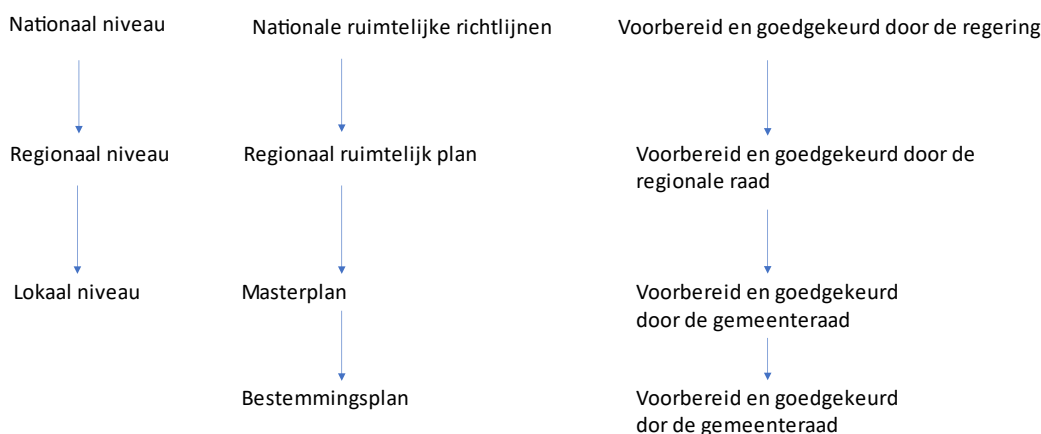 Nationaal niveau
Nationale ruimtelijke richtlijnen
Voorbereid en goedgekeurd door de regering
Regionaal niveau
Regionaal ruimtelijk plan
Voorbereid en goedgekeurd door de
regionale raad
Lokaal niveau
Masterplan
Voorbereid en goedgekeurd
door de gemeenteraad
Bestemmingsplan
Voorbereid en goedgekeurd
dor de gemeenteraad